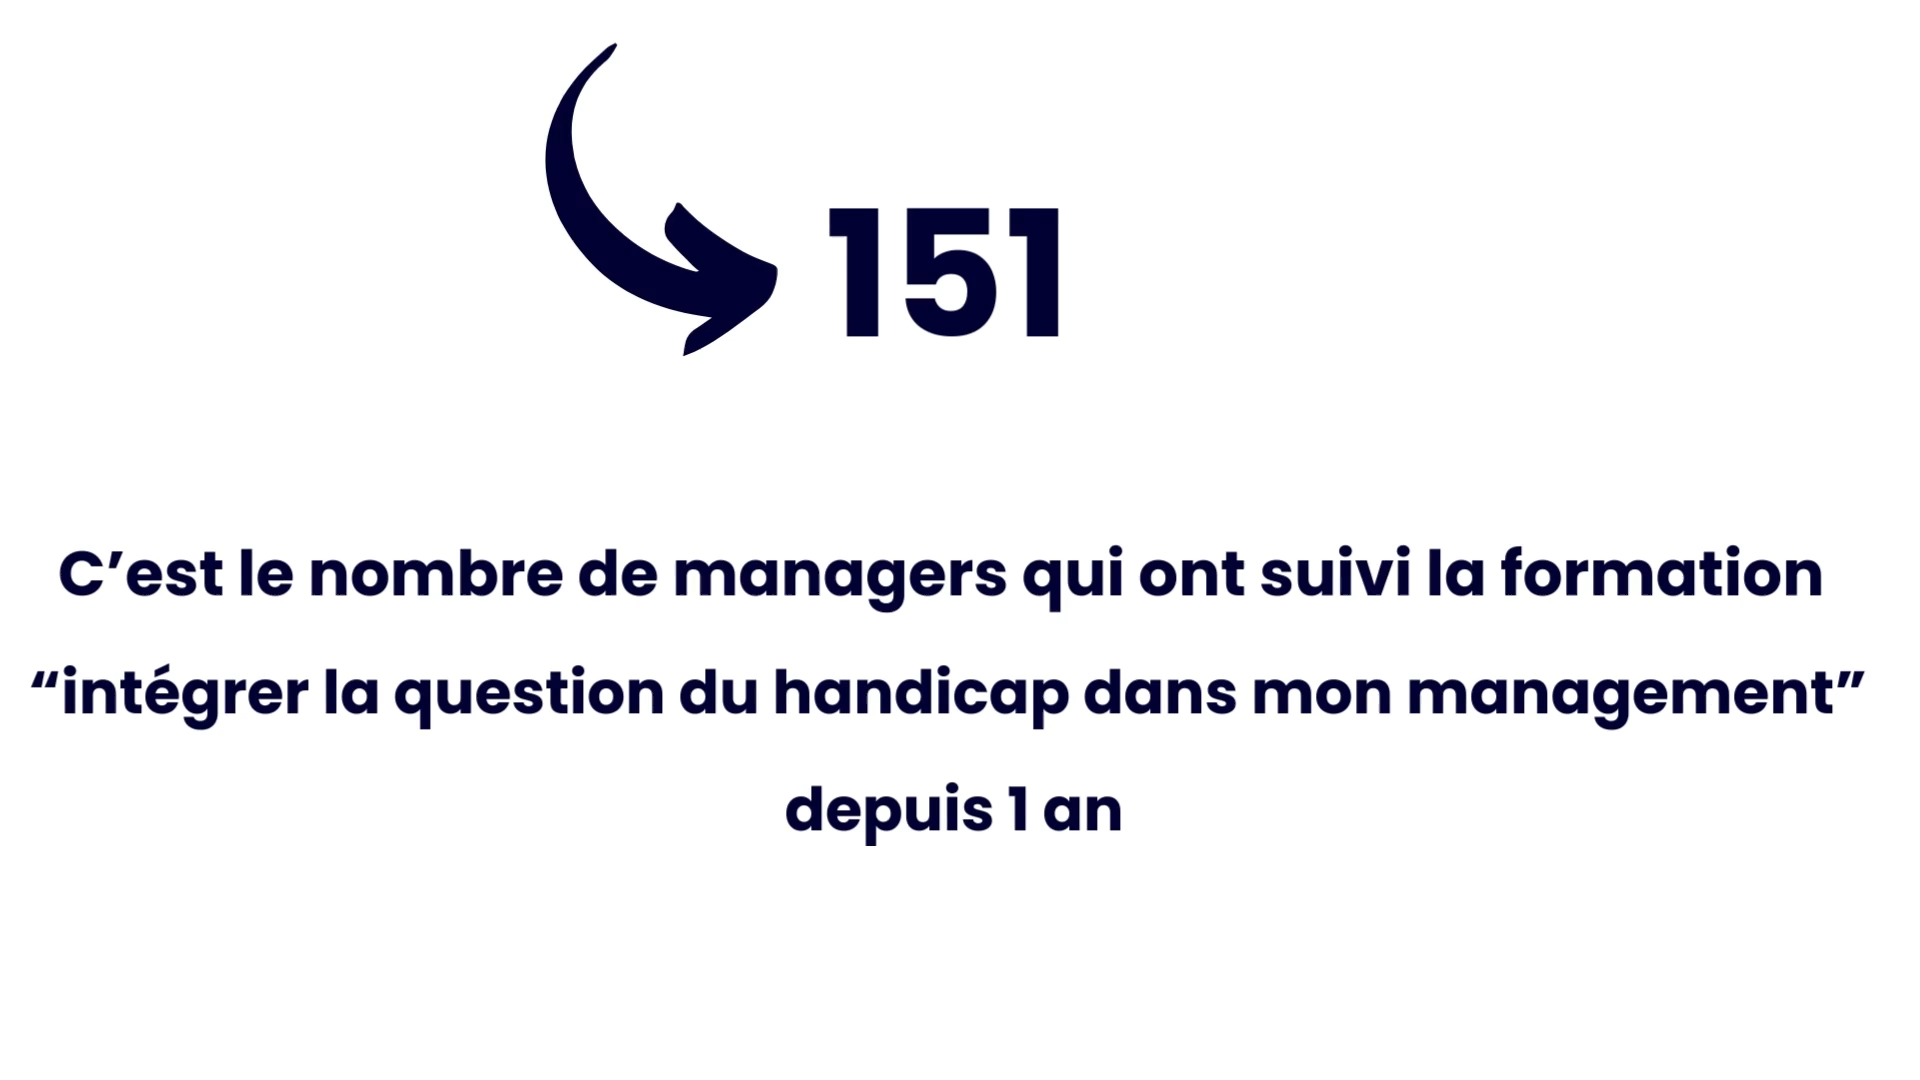 151
C’est le nombre de managers qui ont suivi la formation
“intégrer la question du handicap dans mon management”
depuis 1 an